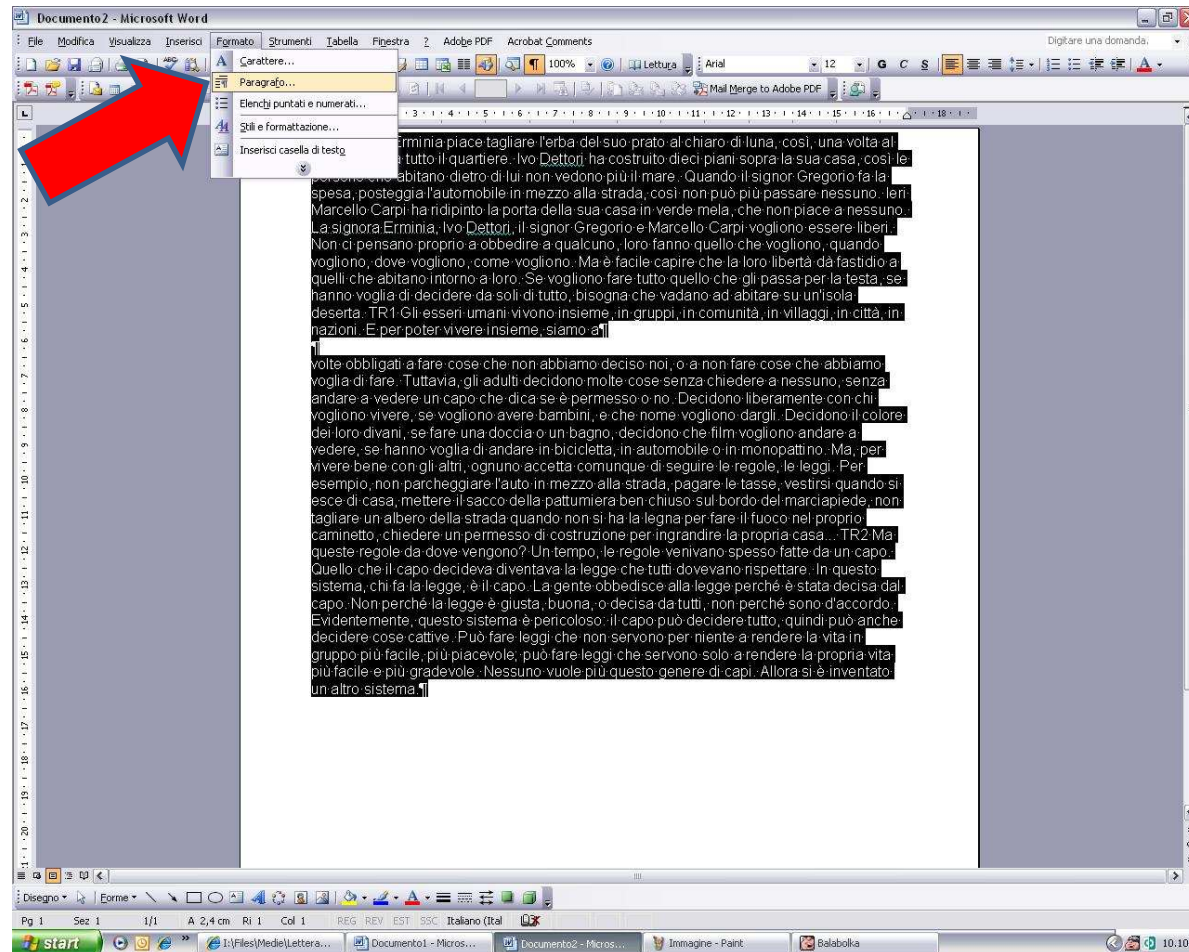 Documento2 - Microsoft Word
File Modifica Visualizza Inserisci Formato Strumenti Tabella Finestra ? Adobe PDF Acrobat Comments Digitare una domanda.
100% Lettura Arial 12 G C S
Mail Merge to Adobe PDF
Carattere...
Paragrafo...
Elenchi puntati e numerati...
Stili e formattazione...
Inserisci casella di testo
3 4 5 6 7 8 9 10 11 12 13 14 15 16 18
Erminia piace tagliare l'erba del suo prato al chiaro di luna, così, una volta al
tutto il quartiere. Ivo Dettori ha costruito dieci piani sopra la sua casa, così le
persone che abitano dietro di lui non vedono più il mare. Quando il signor Gregorio fa la
spesa, posteggia l'automobile in mezzo alla strada, così non può più passare nessuno. Ieri
Marcello Carpi ha ridipinto la porta della sua casa in verde mela, che non piace a nessuno.
La signora Erminia, Ivo Dettori, il signor Gregorio e Marcello Carpi vogliono essere liberi.
Non ci pensano proprio a obbedire a qualcuno, loro fanno quello che vogliono, quando
vogliono, dove vogliono, come vogliono. Ma è facile capire che la loro libertà dà fastidio a
quelli che abitano intorno a loro. Se vogliono fare tutto quello che gli passa per la testa, se
hanno voglia di decidere da soli di tutto, bisogna che vadano ad abitare su un'isola
deserta. TR1 Gli esseri umani vivono insieme, in gruppi, in comunità, in villaggi, in città, in
nazioni. E per poter vivere insieme, siamo a¶
¶
volte obbligati a fare cose che non abbiamo deciso noi, o a non fare cose che abbiamo
voglia di fare. Tuttavia, gli adulti decidono molte cose senza chiedere a nessuno, senza
andare a vedere un capo che dica se è permesso o no. Decidono liberamente con chi
vogliono vivere, se vogliono avere bambini, e che nome vogliono dargli. Decidono il colore
dei loro divani, se fare una doccia o un bagno, decidono che film vogliono andare a
vedere, se hanno voglia di andare in bicicletta, in automobile o in monopattino. Ma, per
vivere bene con gli altri, ognuno accetta comunque di seguire le regole, le leggi. Per
esempio, non parcheggiare l'auto in mezzo alla strada, pagare le tasse, vestirsi quando si
esce di casa, mettere il sacco della pattumiera ben chiuso sul bordo del marciapiede, non
tagliare un albero della strada quando non si ha la legna per fare il fuoco nel proprio
caminetto, chiedere un permesso di costruzione per ingrandire la propria casa... TR2 Ma
queste regole da dove vengono? Un tempo, le regole venivano spesso fatte da un capo.
Quello che il capo decideva diventava la legge che tutti dovevano rispettare. In questo
sistema, chi fa la legge, è il capo. La gente obbedisce alla legge perché è stata decisa dal
capo. Non perché la legge è giusta, buona, o decisa da tutti, non perché sono d'accordo.
Evidentemente, questo sistema è pericoloso: il capo può decidere tutto, quindi può anche
decidere cose cattive. Può fare leggi che non servono per niente a rendere la vita in
gruppo più facile, più piacevole; può fare leggi che servono solo a rendere la propria vita
più facile e più gradevole. Nessuno vuole più questo genere di capi. Allora si è inventato
un altro sistema.¶
Disegno Forme
Pg 1 Sez 1 1/1 A 2,4 cm Ri 1 Col 1 REG REV EST SSC Italiano (Ital
start I:\Files\Medie\Lettera... Documento1 - Micros... Documento2 - Micros... Immagine - Paint Balabolka 10.10